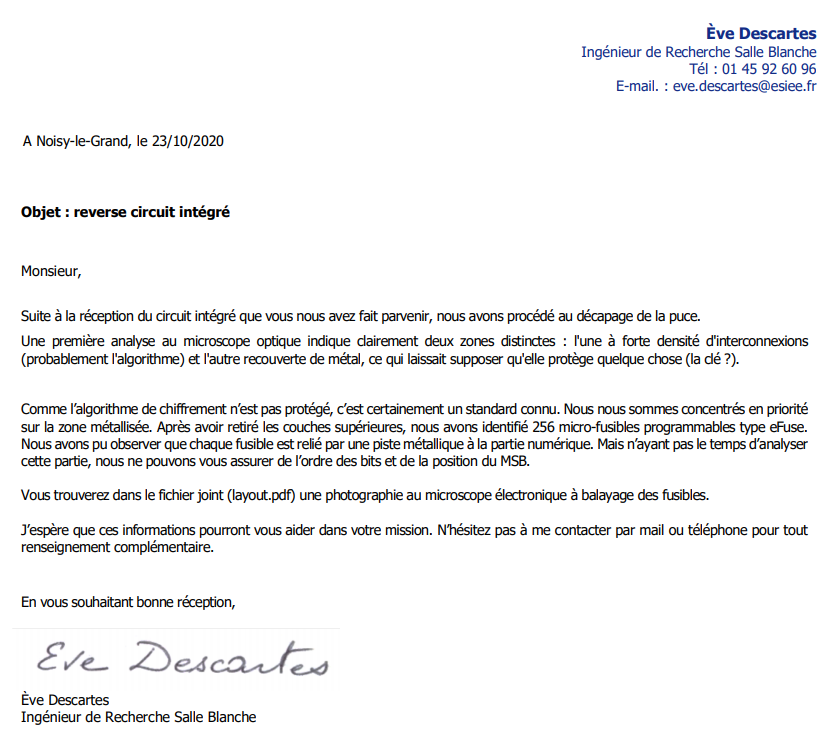 Ève Descartes
Ingénieur de Recherche Salle Blanche
Tél : 01 45 92 60 96
E-mail. : eve.descartes@esiee.fr
A Noisy-le-Grand, le 23/10/2020
Objet : reverse circuit intégré
Monsieur,
Suite à la réception du circuit intégré que vous nous avez fait parvenir, nous avons procédé au décapage de la puce.
Une première analyse au microscope optique indique clairement deux zones distinctes : l'une à forte densité d'interconnexions
(probablement l'algorithme) et l'autre recouverte de métal, ce qui laissait supposer qu'elle protège quelque chose (la clé ?).
Comme l’algorithme de chiffrement n’est pas protégé, c’est certainement un standard connu. Nous nous sommes concentrés en priorité
sur la zone métallisée. Après avoir retiré les couches supérieures, nous avons identifié 256 micro-fusibles programmables type eFuse.
Nous avons pu observer que chaque fusible est relié par une piste métallique à la partie numérique. Mais n’ayant pas le temps d’analyser
cette partie, nous ne pouvons vous assurer de l’ordre des bits et de la position du MSB.
Vous trouverez dans le fichier joint (layout.pdf) une photographie au microscope électronique à balayage des fusibles.
J’espère que ces informations pourront vous aider dans votre mission. N’hésitez pas à me contacter par mail ou téléphone pour tout
renseignement complémentaire.
En vous souhaitant bonne réception,
Eve Descartes
Ève Descartes
Ingénieur de Recherche Salle Blanche